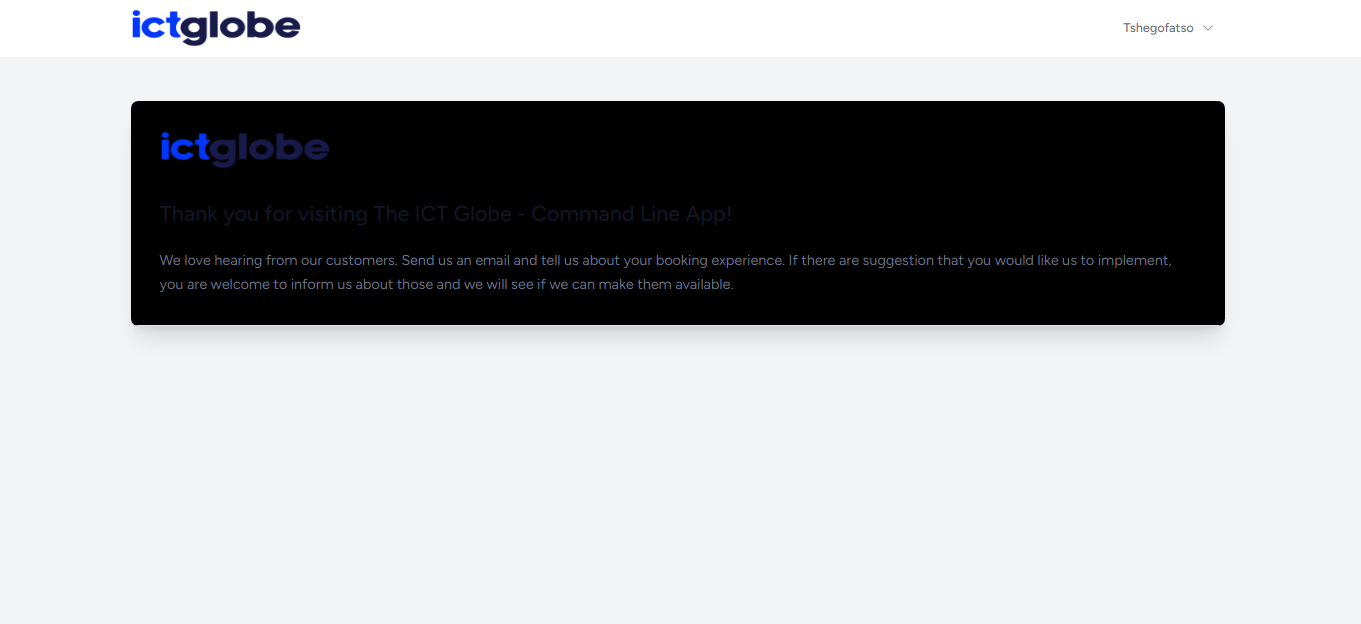 ictglobe
Tshegofatso
ictglobe
Thank you for visiting The ICT Globe - Command Line App!
We love hearing from our customers. Send us an email and tell us about your booking experience. If there are suggestion that you would like us to implement,
you are welcome to inform us about those and we will see if we can make them available.